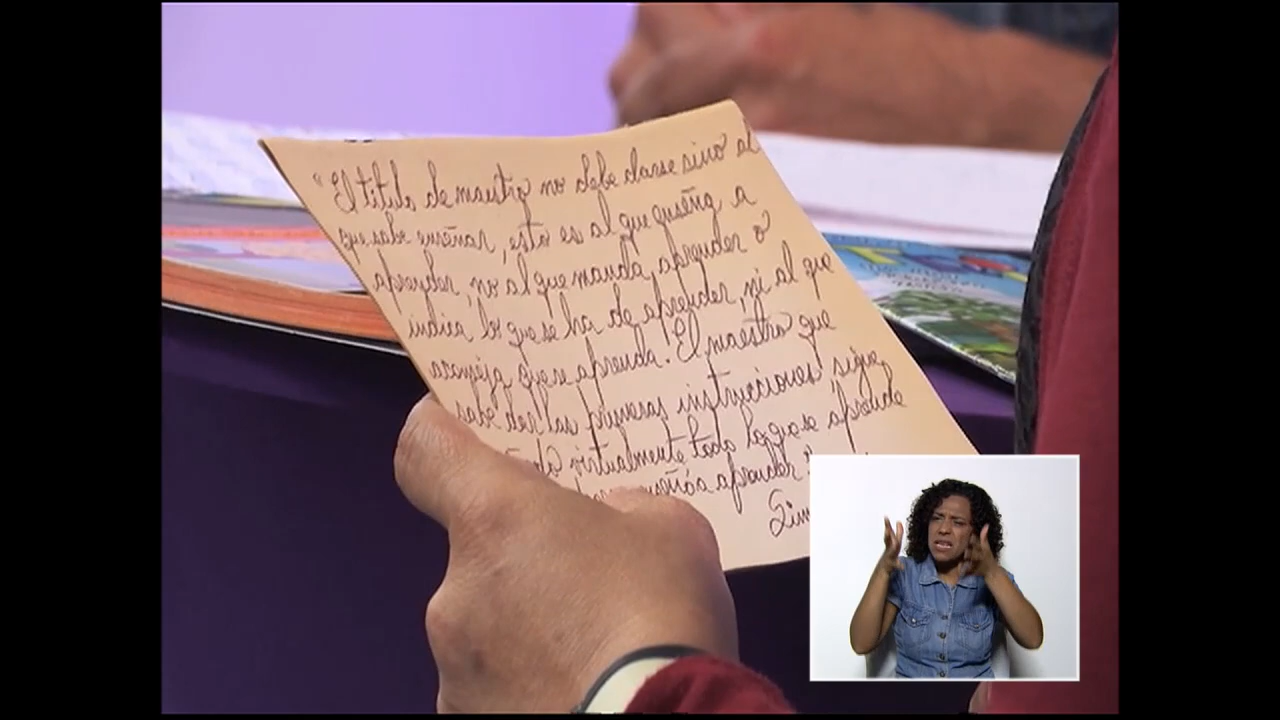 "El titulo de maestro no debe darse sino al
que sabe enseñar, esto es al que enseña a
aprender, no al que manda aprender o
indica lo que se ha de aprender, ni al que
aconseja que se aprenda. El maestro que
sabe dar las primeras instrucciones sigue
virtualmente todo lo que se aprende
enseñó a aprender"
Sim